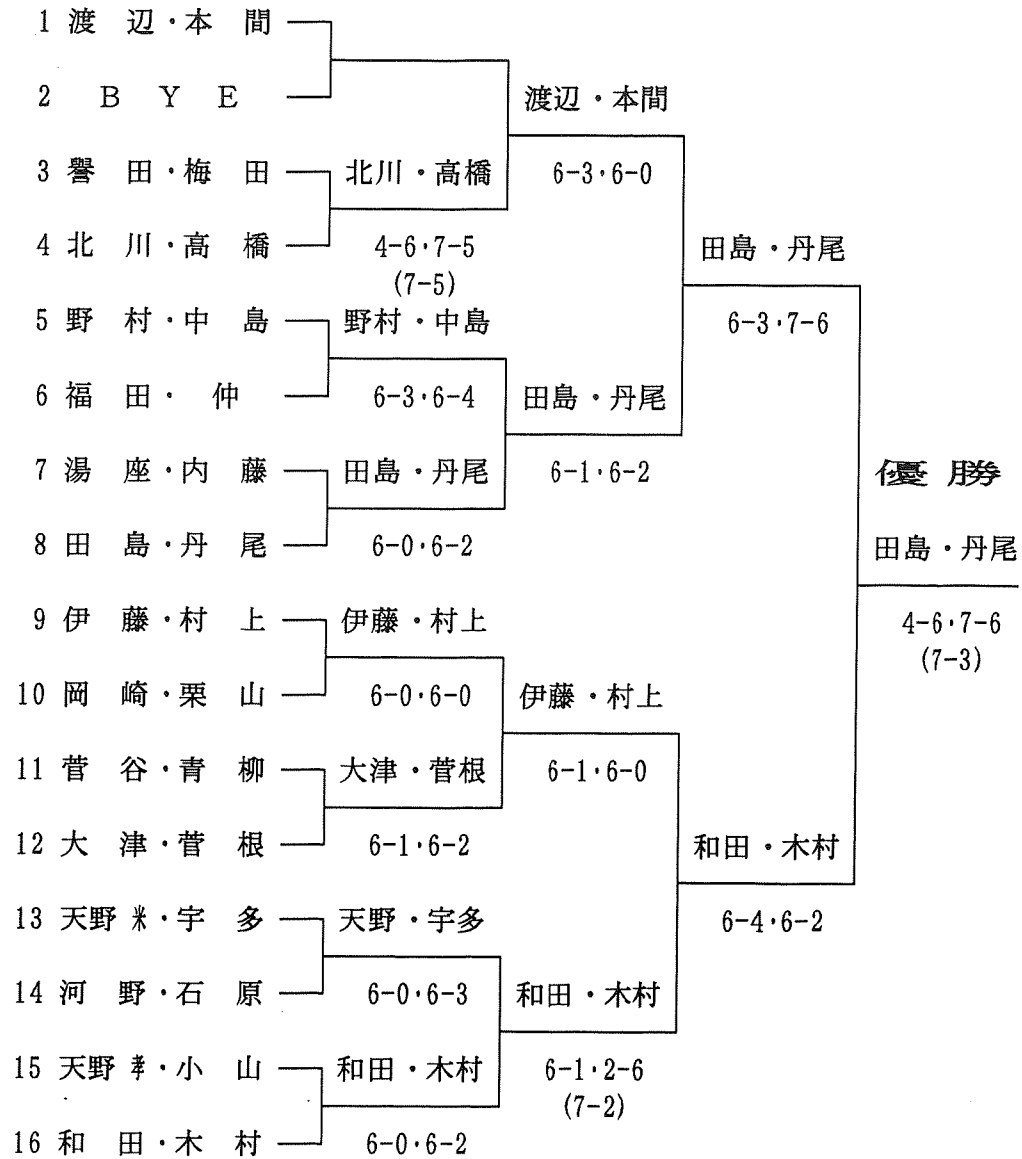 1 渡 辺・本 間
2 B Y E
渡辺・本間
3 譽 田・梅 田
北川・高橋
6-3・6-0
4 北 川・高 橋
4-6・7-5
(7-5)
田島・丹尾
5 野 村・中 島
野村・中島
6-3・7-6
6 福 田・ 仲
6-3・6-4
田島・丹尾
7 湯 座・内 藤
田島・丹尾
6-1・6-2
優勝
8 田 島・丹 尾
6-0・6-2
田島・丹尾
9 伊 藤・村 上
伊藤・村上
4-6・7-6
(7-3)
10 岡 崎・栗 山
6-0・6-0
伊藤・村上
11 菅 谷・青 柳
大津・菅根
6-1・6-0
12 大 津・菅 根
6-1・6-2
和田・木村
13 天野 米・宇 多
天野・宇多
6-4・6-2
14 河 野・石 原
6-0・6-3
和田・木村
15 天野 孝・小 山
和田・木村
6-1・2-6
(7-2)
16 和 田・木 村
6-0・6-2